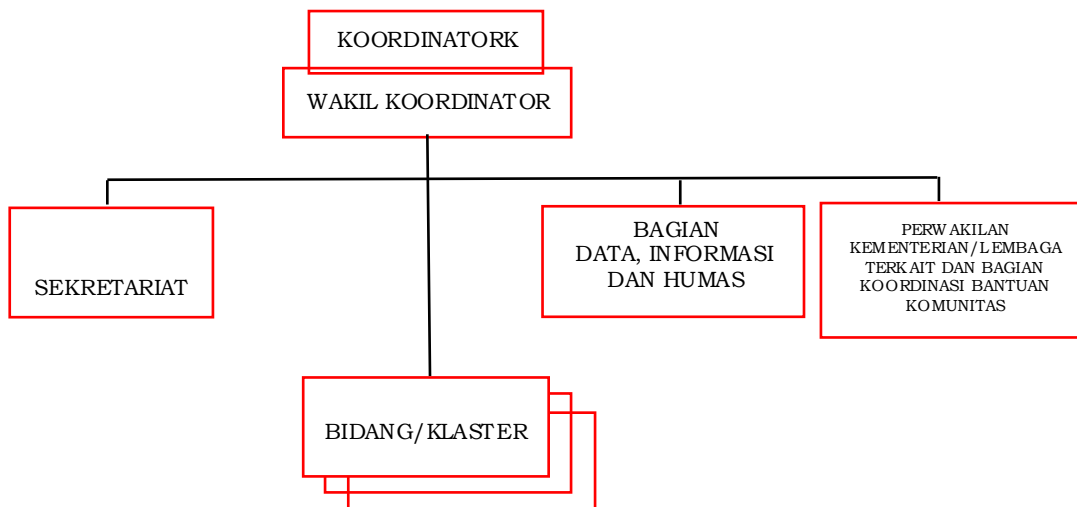 KOORDINATORK
WAKIL KOORDINATOR
SEKRETARIAT
BAGIAN
DATA, INFORMASI
DAN HUMAS
PERWAKILAN
KEMENTERIAN/LEMBAGA
TERKAIT DAN BAGIAN
KOORDINASI BANTUAN
KOMUNITAS
BIDANG/KLASTER